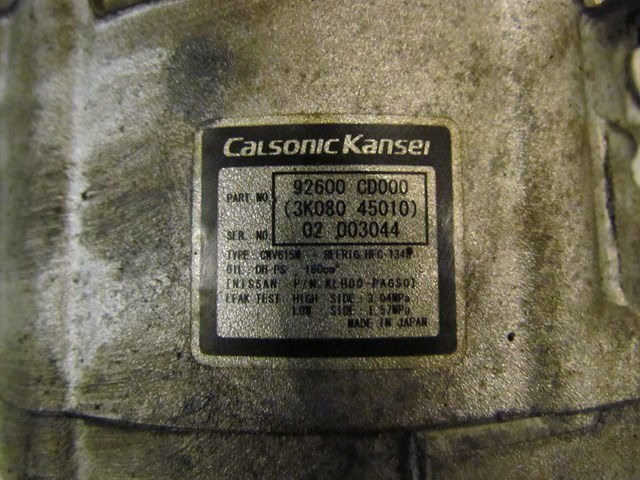 CalsonicKansei
PART NO. 92600 CD000
(3K080 45010)
SER. NO. 02 003044
TYPE : CWV615M - REFRIG HFC-134a
OIL : DH-PS 180cm³
[NISSAN P/N KLH00-PAGS0]
LEAK TEST: HIGH SIDE: 3.04MPa
LOW SIDE: 1.57MPa
MADE IN JAPAN